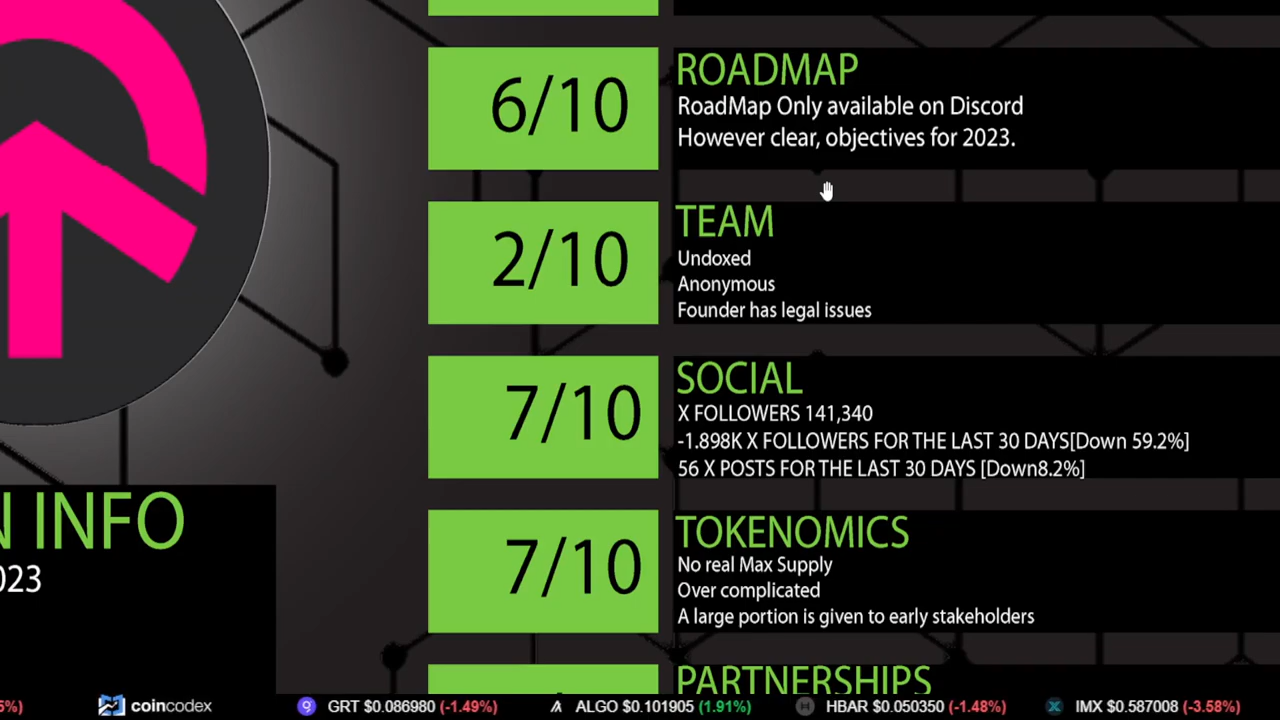 6/10
ROADMAP
RoadMap Only available on Discord
However clear, objectives for 2023.
2/10
TEAM
Undoxed
Anonymous
Founder has legal issues
7/10
SOCIAL
X FOLLOWERS 141,340
-1.898K X FOLLOWERS FOR THE LAST 30 DAYS[Down 59.2%]
56 X POSTS FOR THE LAST 30 DAYS [Down8.2%]
N INFO
023
7/10
TOKENOMICS
No real Max Supply
Over complicated
A large portion is given to early stakeholders
PARTNERSHIPS
5%) coincodex GRT $0.086980 (-1.49%) ALGO $0.101905 (1.91%) HBAR $0.050350 (-1.48%) IMX $0.587008 (-3.58%)